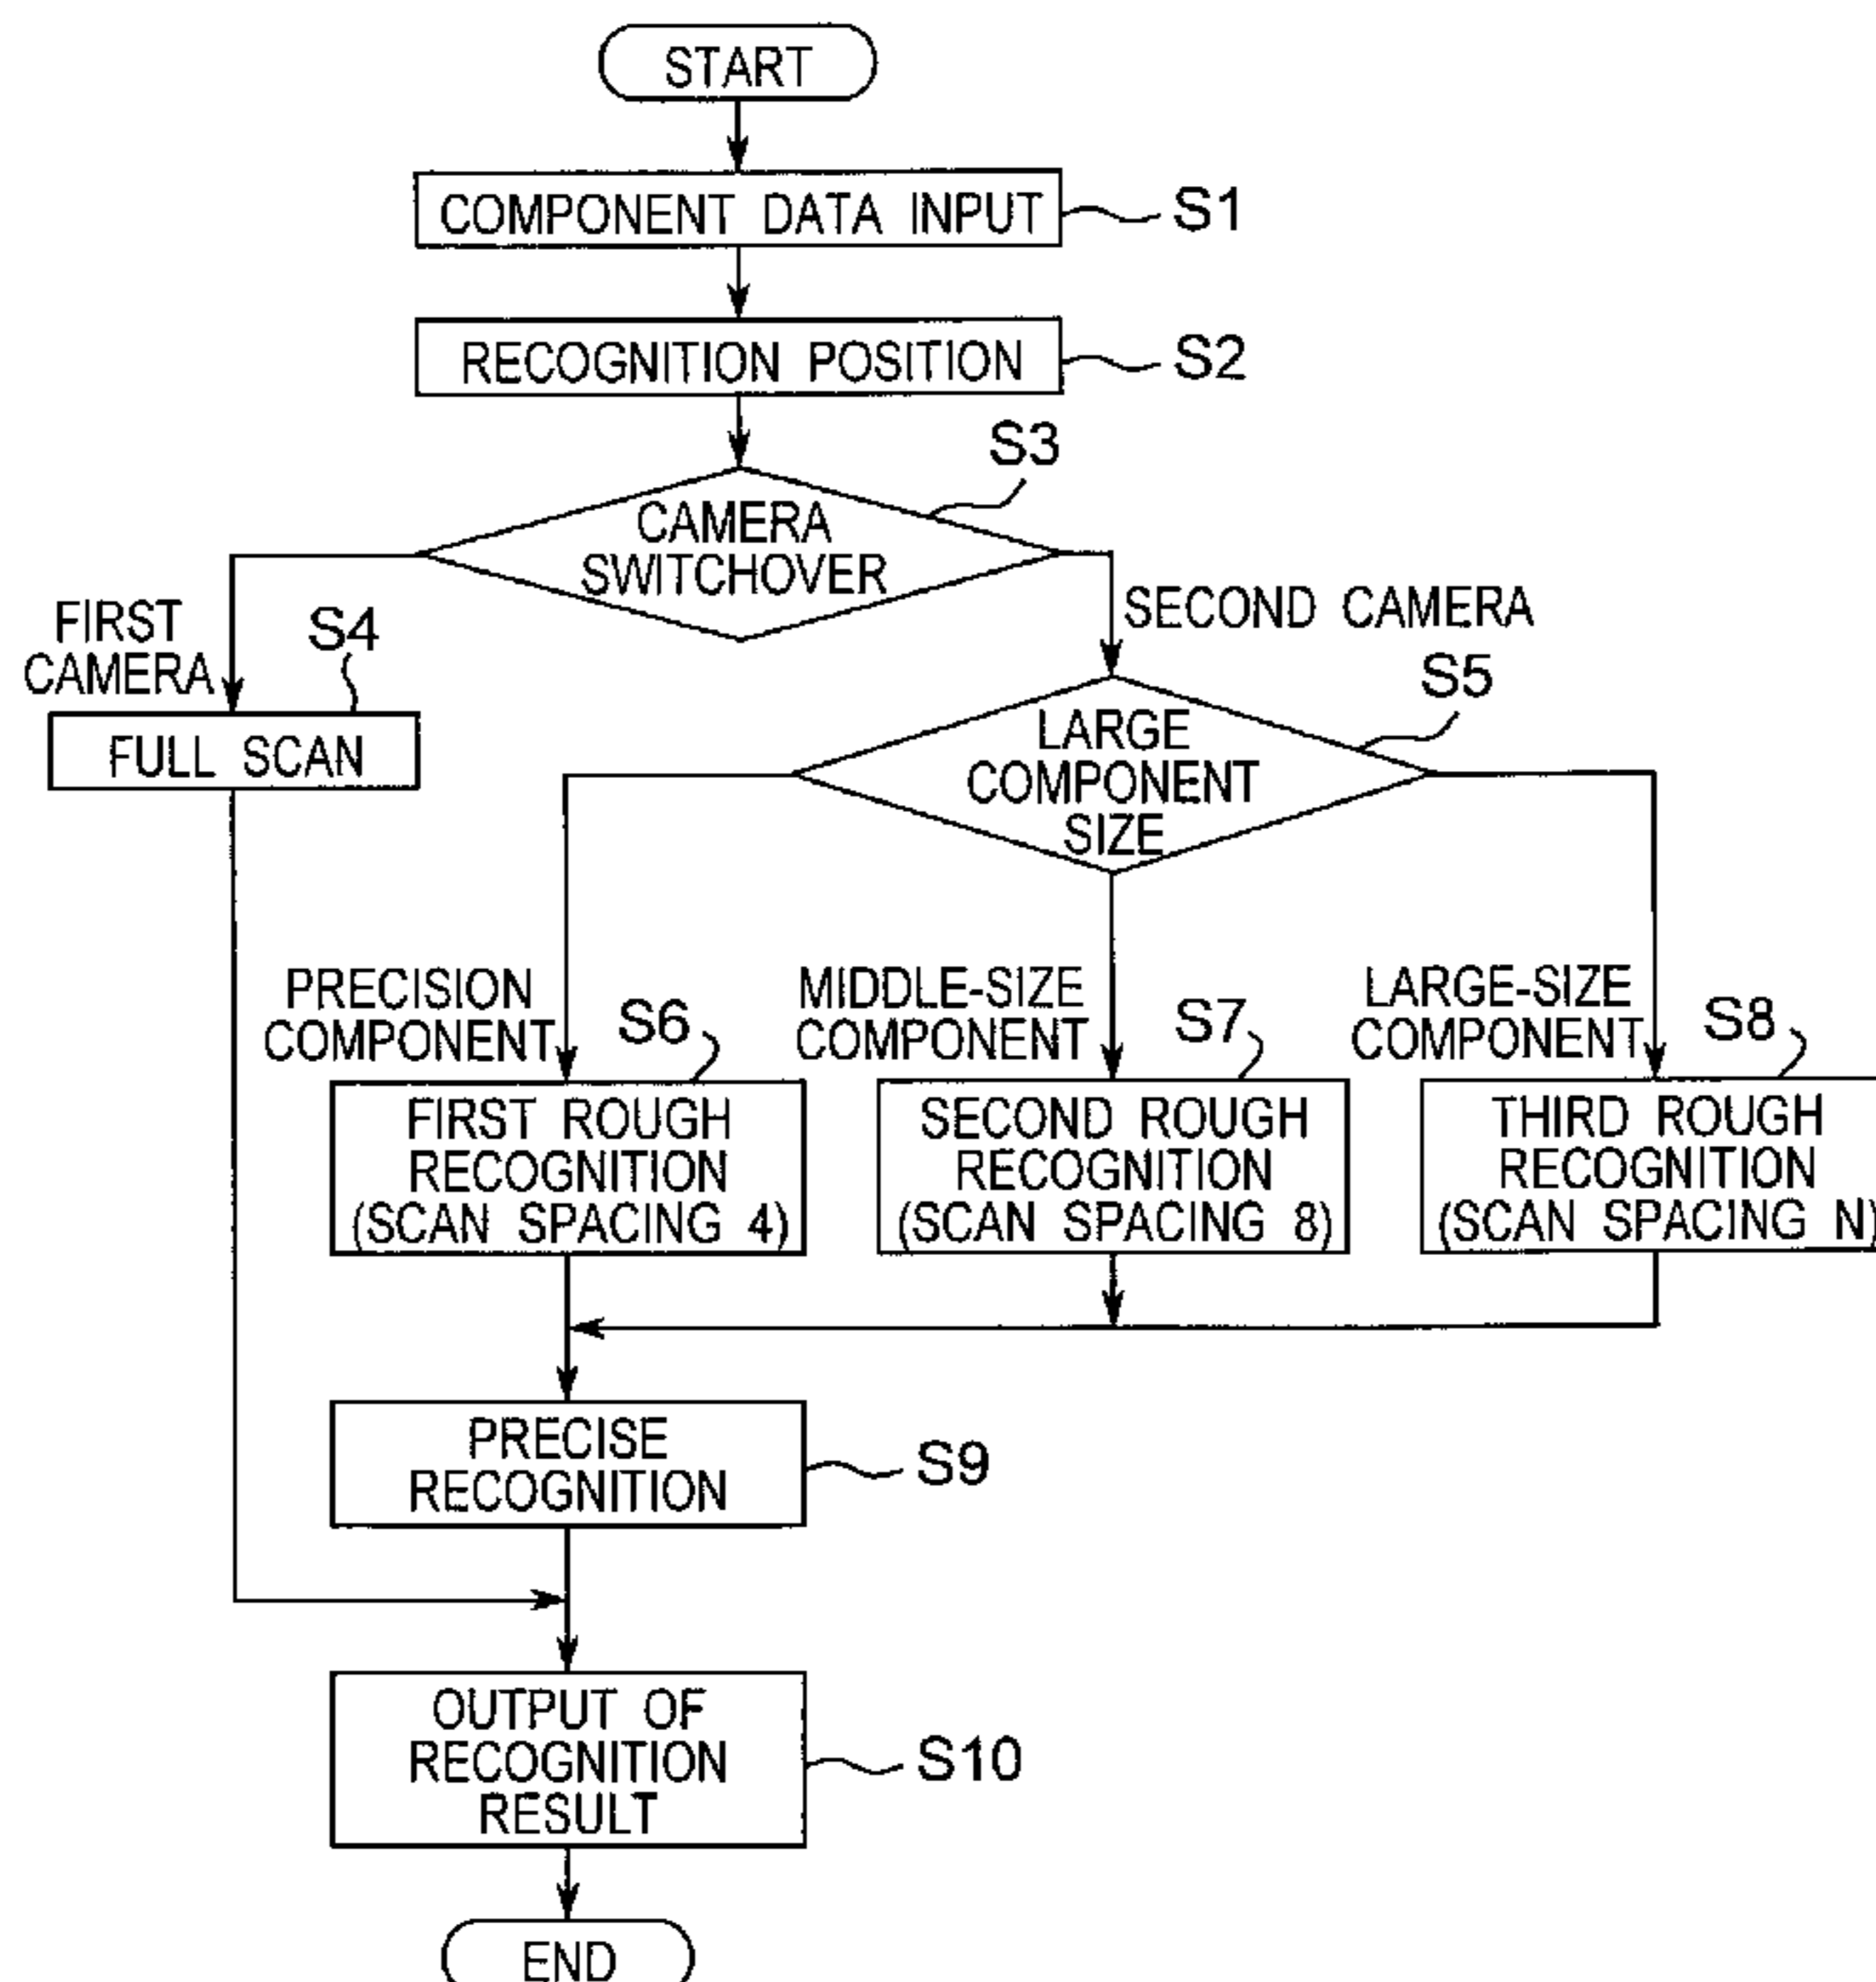 START
COMPONENT DATA INPUT
S1
RECOGNITION POSITION
S2
S3
CAMERA
SWITCHOVER
FIRST
CAMERA
S4
SECOND CAMERA
FULL SCAN
S5
LARGE
COMPONENT
SIZE
PRECISION
COMPONENT
S6
MIDDLE-SIZE
COMPONENT
S7
LARGE-SIZE
COMPONENT
S8
FIRST ROUGH
RECOGNITION
(SCAN SPACING 4)
SECOND ROUGH
RECOGNITION
(SCAN SPACING 8)
THIRD ROUGH
RECOGNITION
(SCAN SPACING N)
PRECISE
RECOGNITION
S9
OUTPUT OF
RECOGNITION
RESULT
S10
END